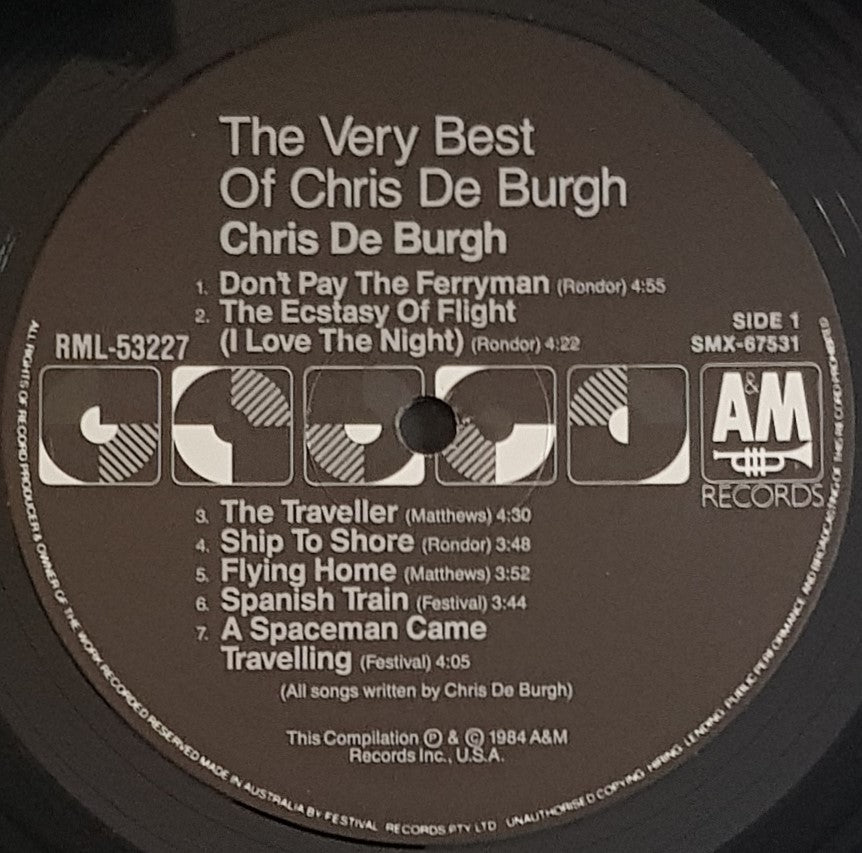 The Very Best
Of Chris De Burgh
Chris De Burgh
1. Don't Pay The Ferryman (Rondor) 4:55
2. The Ecstasy Of Flight
(I Love The Night) (Rondor) 4:22
RML-53227
SIDE 1
SMX-67531
A&M
RECORDS
3. The Traveller (Matthews) 4:30
4. Ship To Shore (Rondor) 3:48
5. Flying Home (Matthews) 3:52
6. Spanish Train (Festival) 3:44
7. A Spaceman Came
Travelling (Festival) 4:05
(All songs written by Chris De Burgh)
This Compilation ℗ & © 1984 A&M
Records Inc., U.S.A.
ALL RIGHTS OF RECORD PRODUCER & OWNER OF THE WORK RECORDED RESERVED MADE IN AUSTRALIA BY FESTIVAL RECORDS PTY LTD UNAUTHORISED COPYING HIRING LENDING PUBLIC PERFORMANCE AND BROADCASTING OF THIS RECORD PROHIBITED